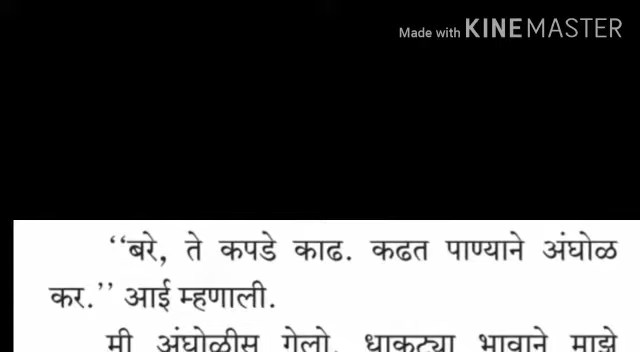 Made with KINEMASTER
‘‘बरे, ते कपडे काढ. कढत पाण्याने अंघोळ
कर.’’ आई म्हणाली.
मी अंघोळीस गेलो. धाकट्या भावाने माझे